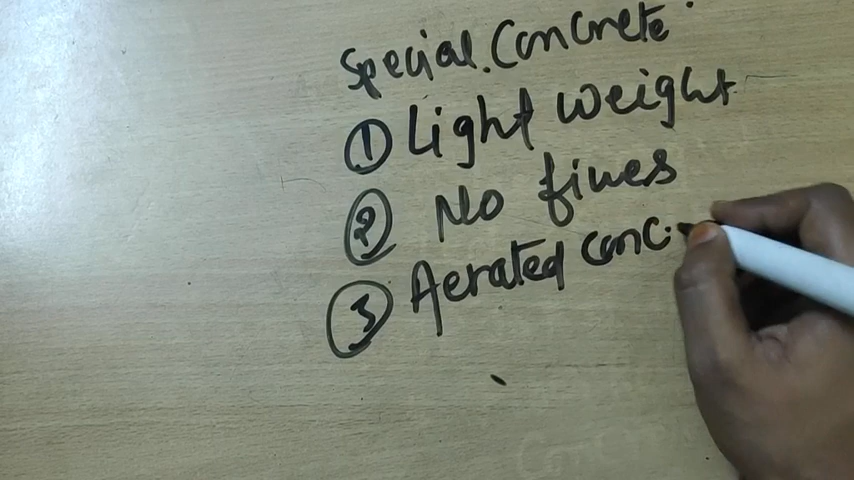 Special.Concrete
① Light weight
② No fines
③ Aerated conc.